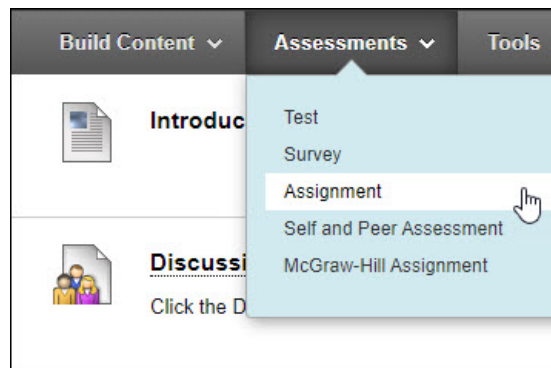 Build Content Assessments Tools
Introduc
Test
Survey
Assignment
Self and Peer Assessment
McGraw-Hill Assignment
Discussi
Click the D